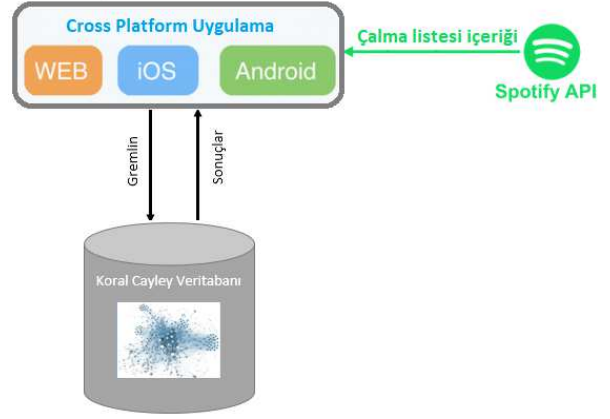 Cross Platform Uygulama
WEB
iOS
Android
Çalma listesi içeriği
Spotify API
Gremlin
Sonuçlar
Koral Cayley Veritabanı